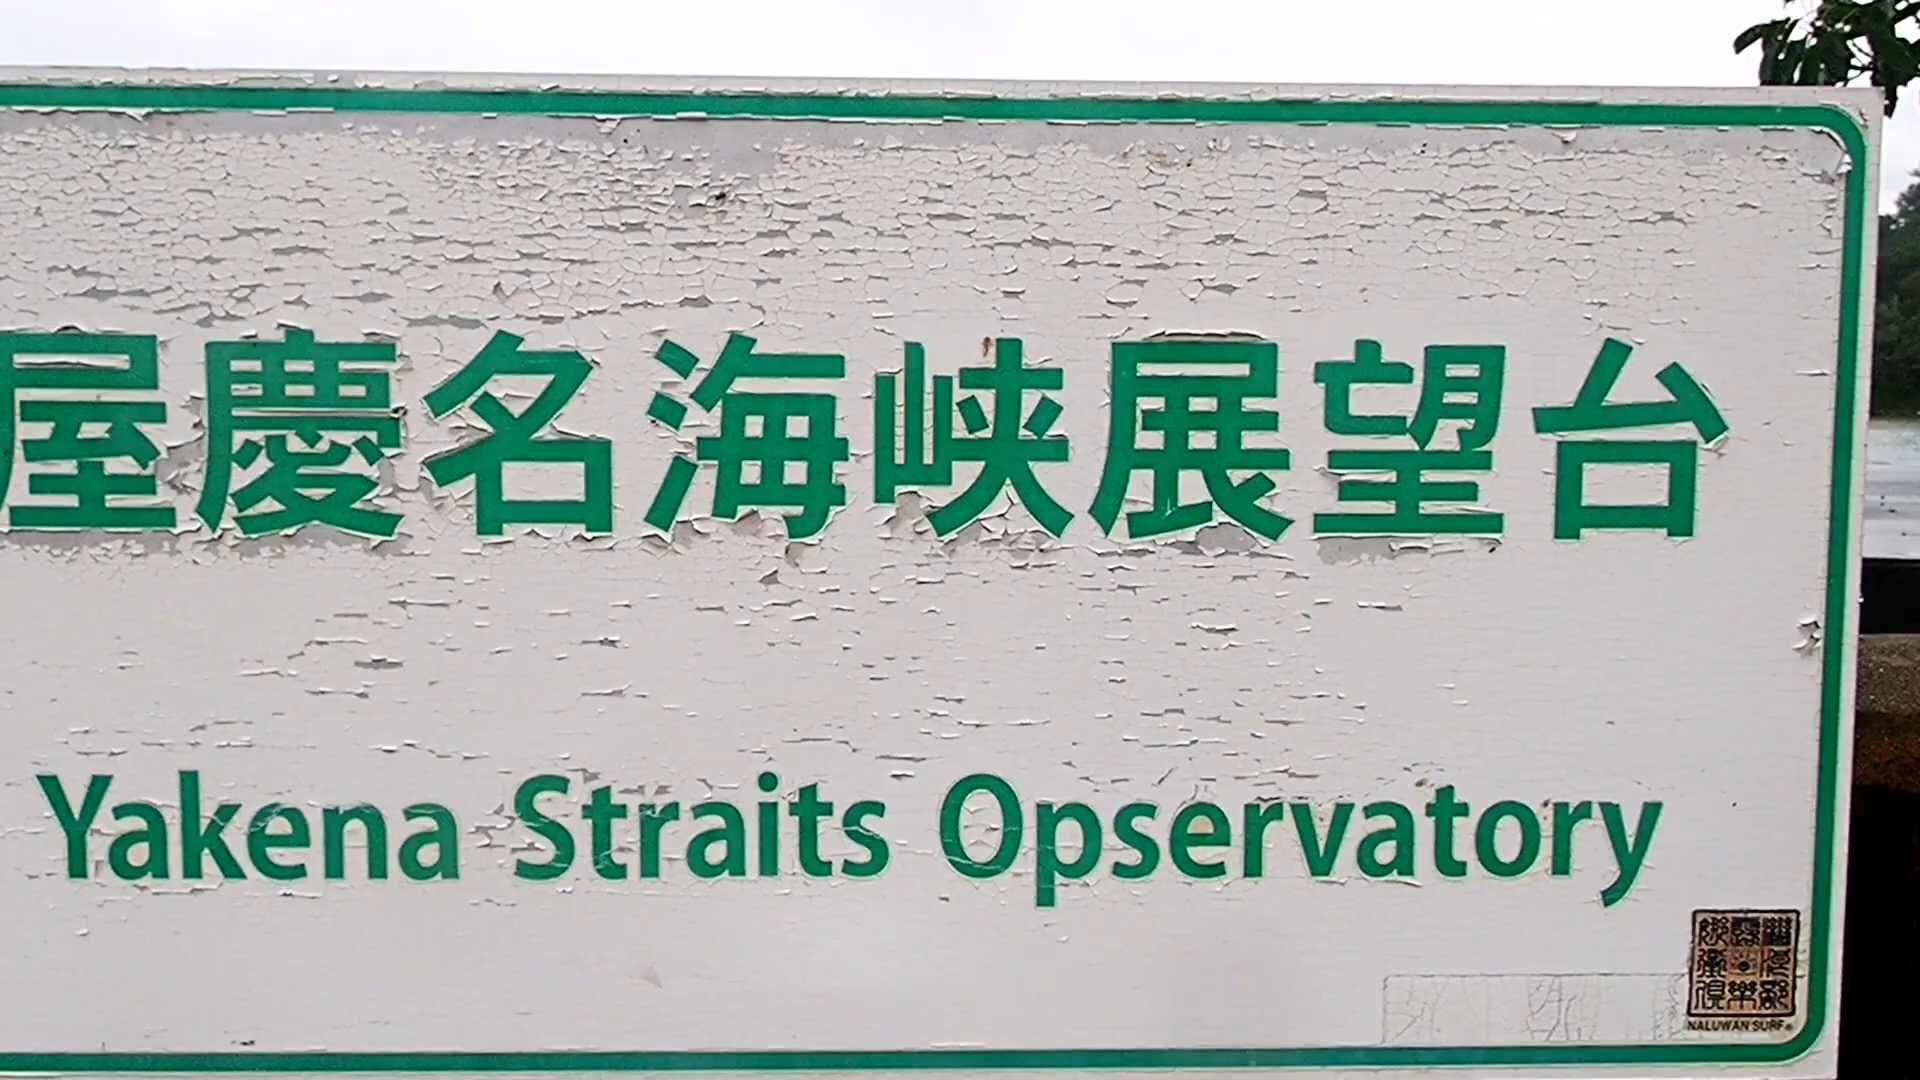 屋慶名海峡展望台
Yakena Straits Opservatory
NALUWAN SURF